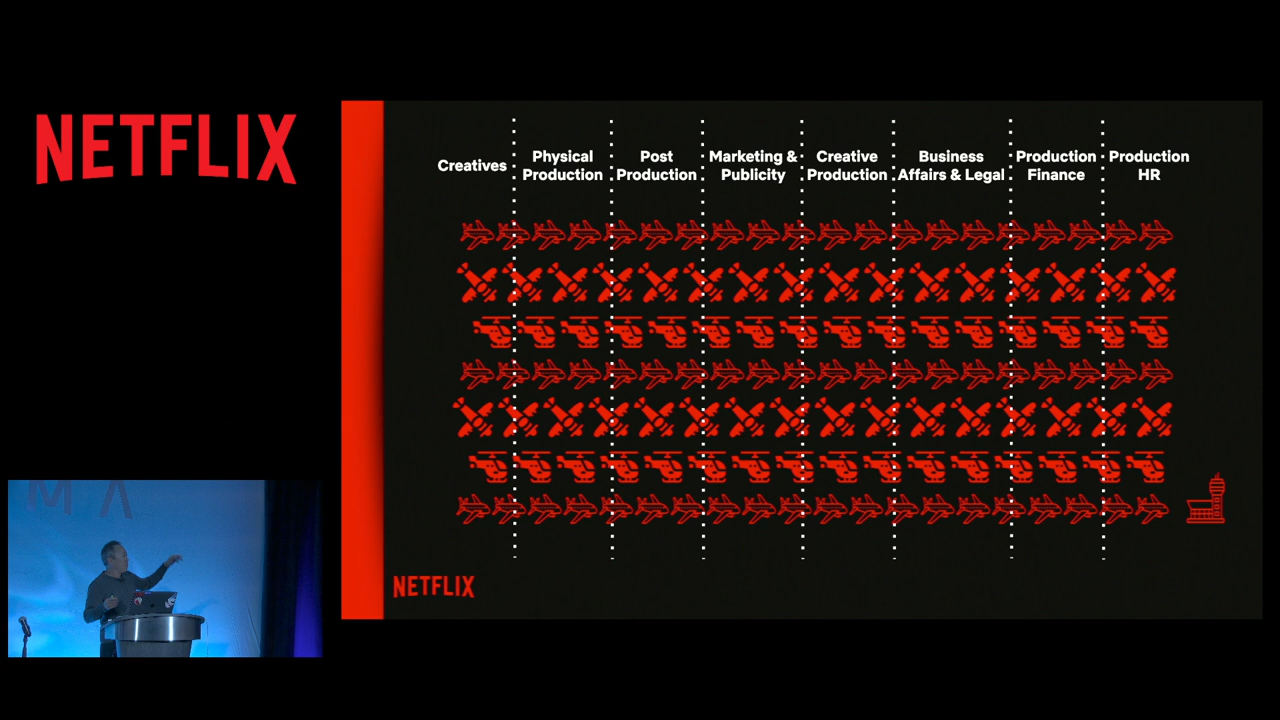 NETFLIX
Creatives
Physical
Production
Post
Production
Marketing &
Publicity
Creative
Production
Business
Affairs & Legal
Production
Finance
Production
HR
NETFLIX
M A